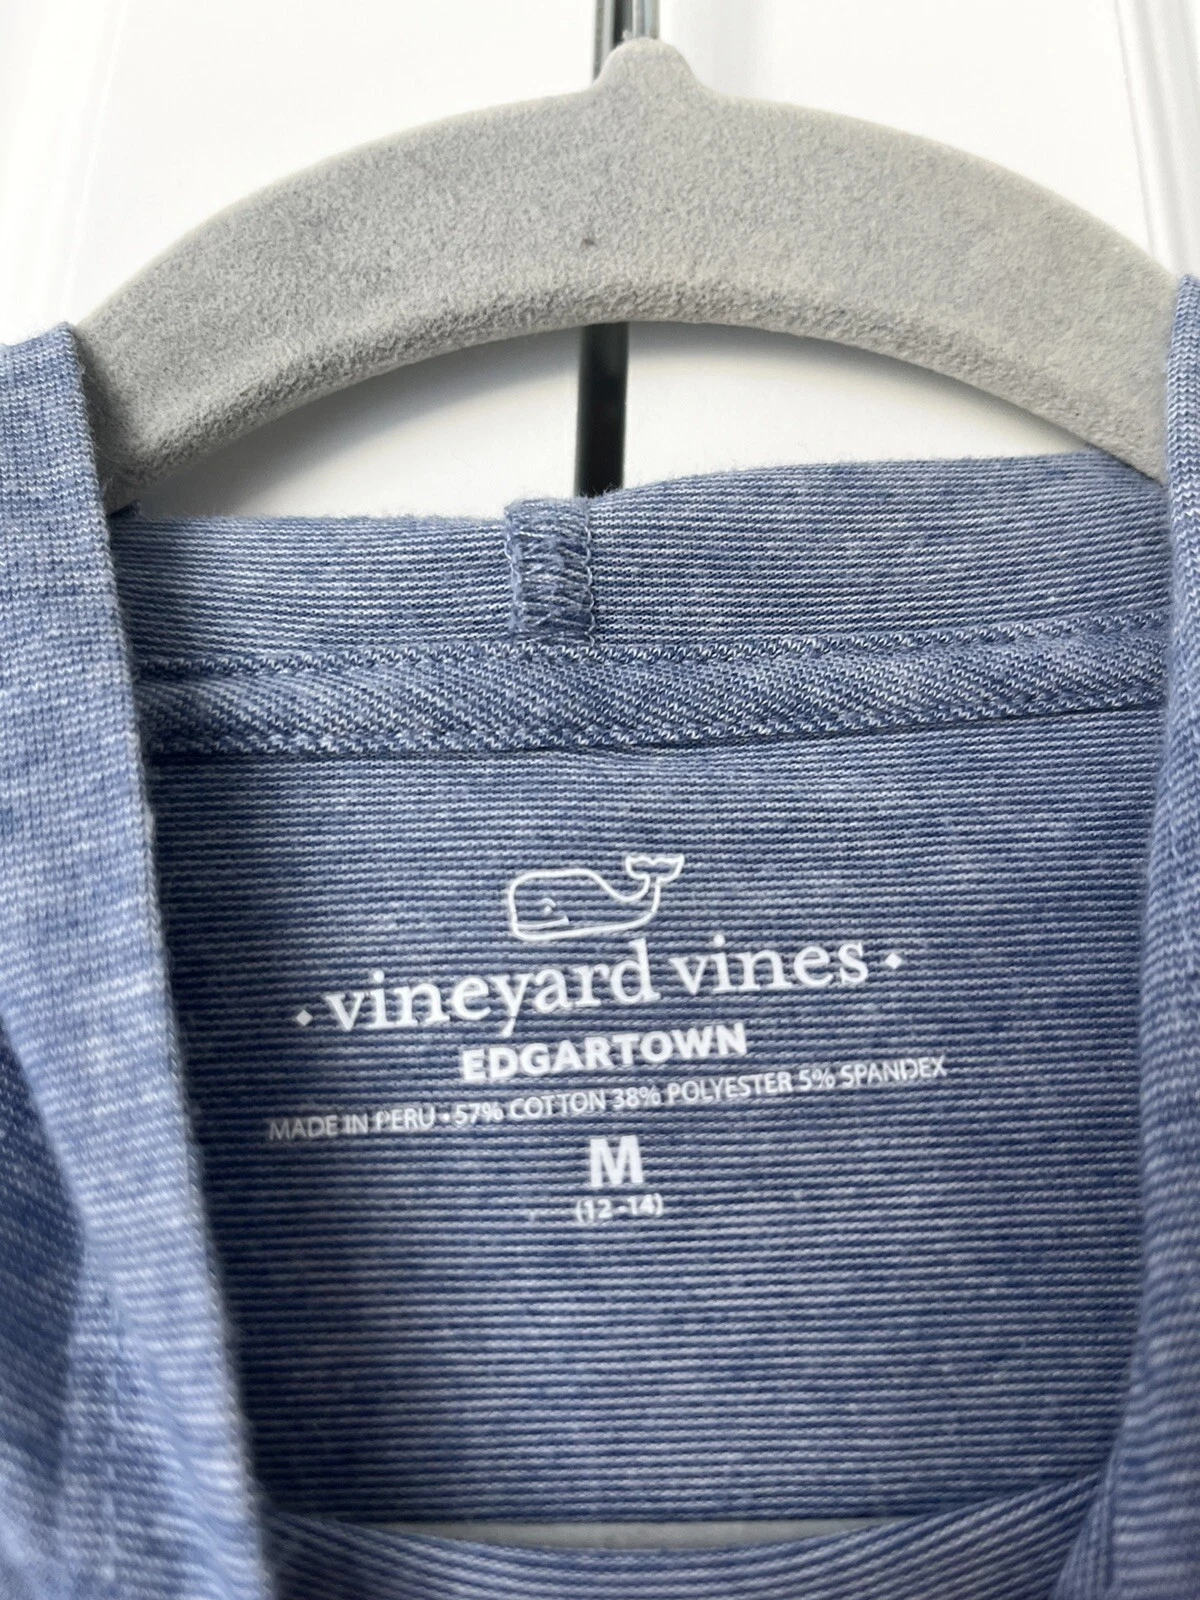 • vineyard vines •
EDGARTOWN
MADE IN PERU • 57% COTTON 38% POLYESTER 5% SPANDEX
M
(12-14)